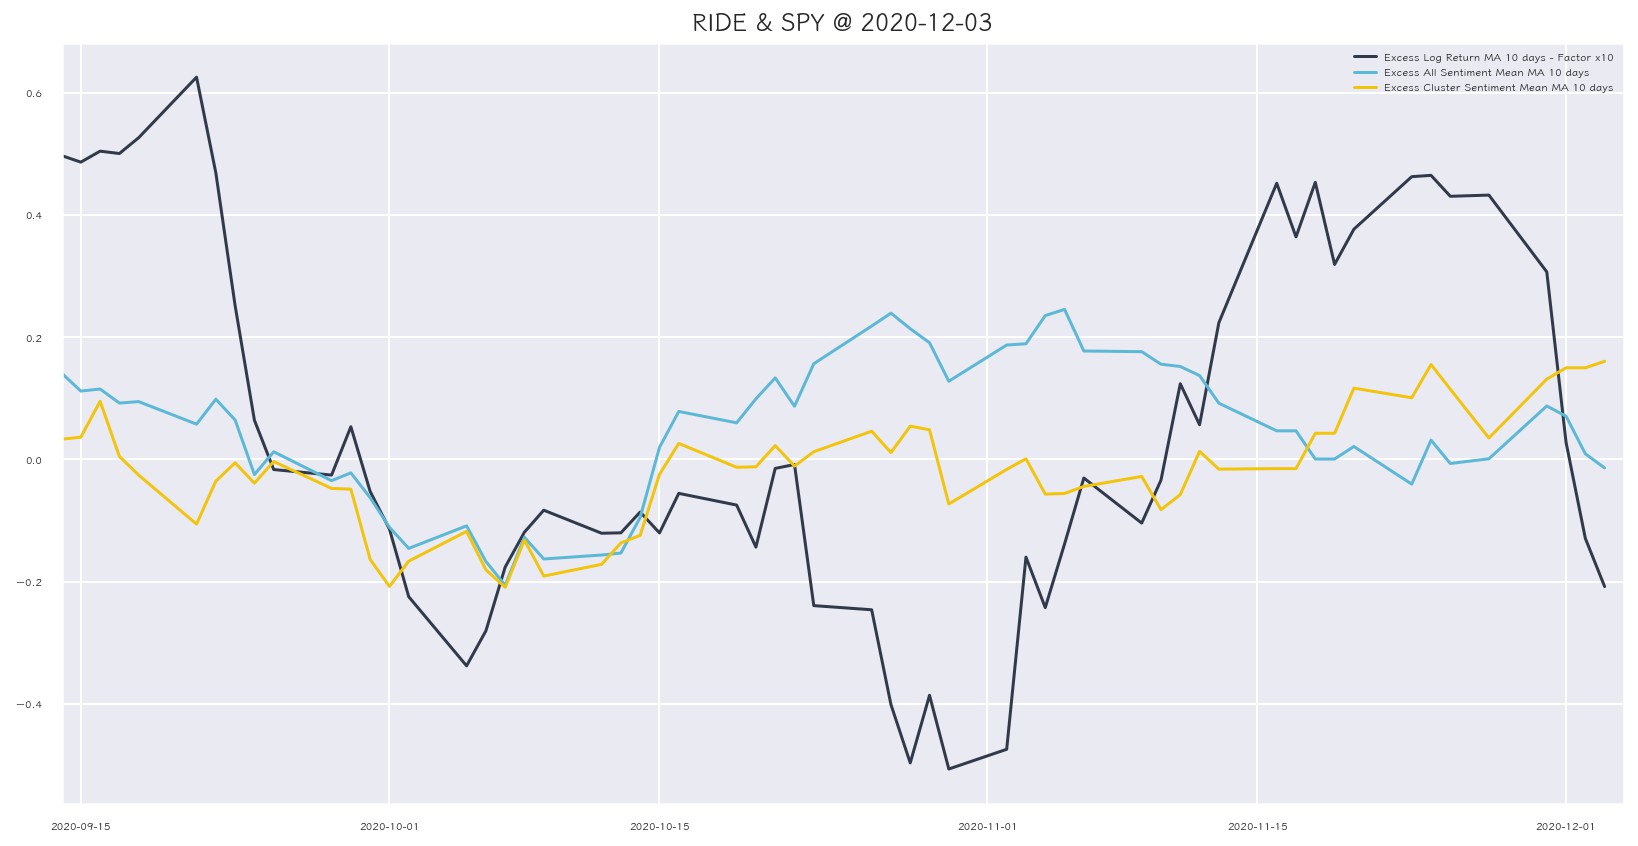 RIDE & SPY @ 2020-12-03
Excess Log Return MA 10 days - Factor x10
Excess All Sentiment Mean MA 10 days
Excess Cluster Sentiment Mean MA 10 days
0.6
0.4
0.2
0.0
−0.2
−0.4
2020-09-15 2020-10-01 2020-10-15 2020-11-01 2020-11-15 2020-12-01